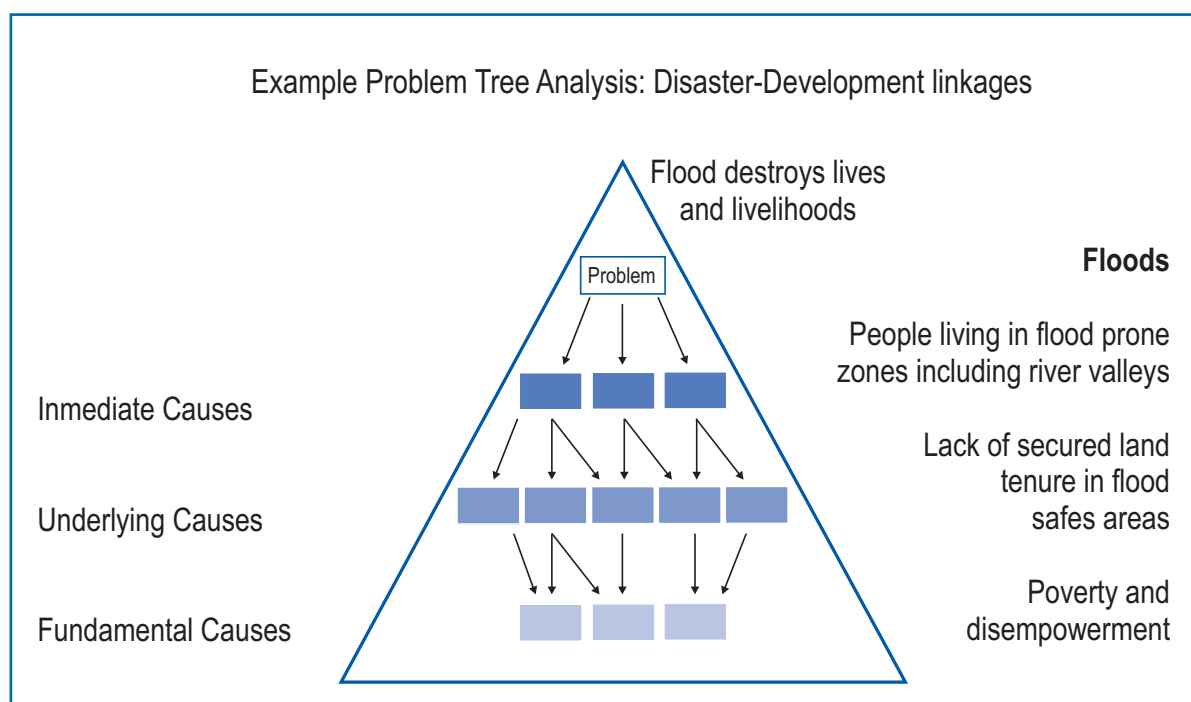 Example Problem Tree Analysis: Disaster-Development linkages
Flood destroys lives
and livelihoods
Problem
Floods
People living in flood prone
zones including river valleys
Inmediate Causes
Lack of secured land
tenure in flood
safes areas
Underlying Causes
Poverty and
disempowerment
Fundamental Causes